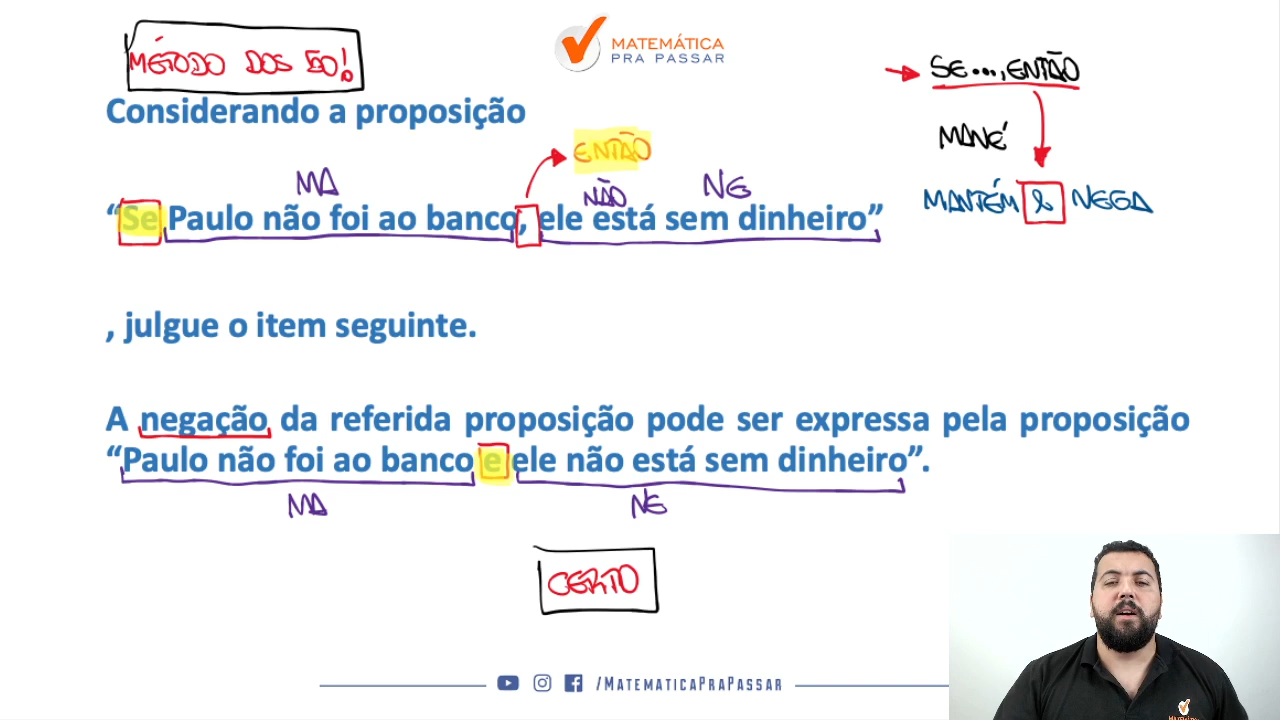 MÉTODO DOS 50!
MATEMÁTICA
PRA PASSAR
SE..., ENTÃO
Considerando a proposição
MANÉ
ENTÃO
MA
NÃO
NE
MANTÉM & NEGA
“Se Paulo não foi ao banco, ele está sem dinheiro”
, julgue o item seguinte.
A negação da referida proposição pode ser expressa pela proposição
“Paulo não foi ao banco e ele não está sem dinheiro”.
MA
NE
CERTO
/MATEMATICAPRAPASSAR